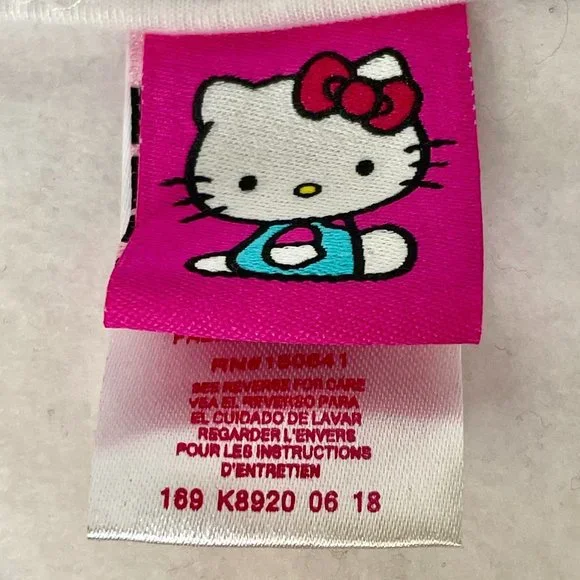 RN#150641
SEE REVERSE FOR CARE
VEA EL REVERSO PARA
EL CUIDADO DE LAVAR
REGARDER L'ENVERS
POUR LES INSTRUCTIONS
D'ENTRETIEN
169 K8920 06 18